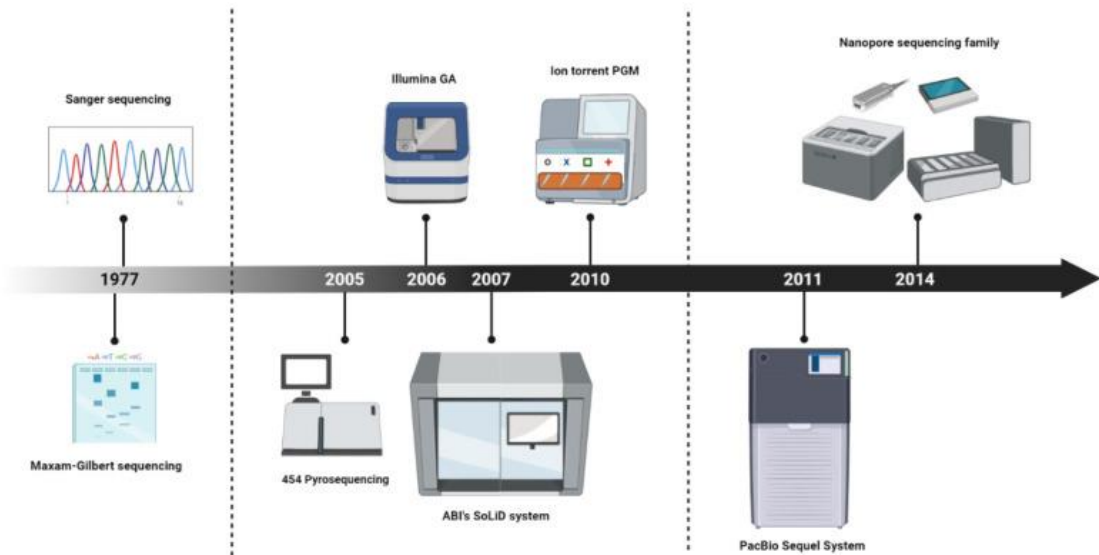 Nanopore sequencing family
Illumina GA
Ion torrent PGM
Sanger sequencing
1977
2005
2006
2007
2010
2011
2014
Maxam-Gilbert sequencing
454 Pyrosequencing
ABI's SoLiD system
PacBio Sequel System